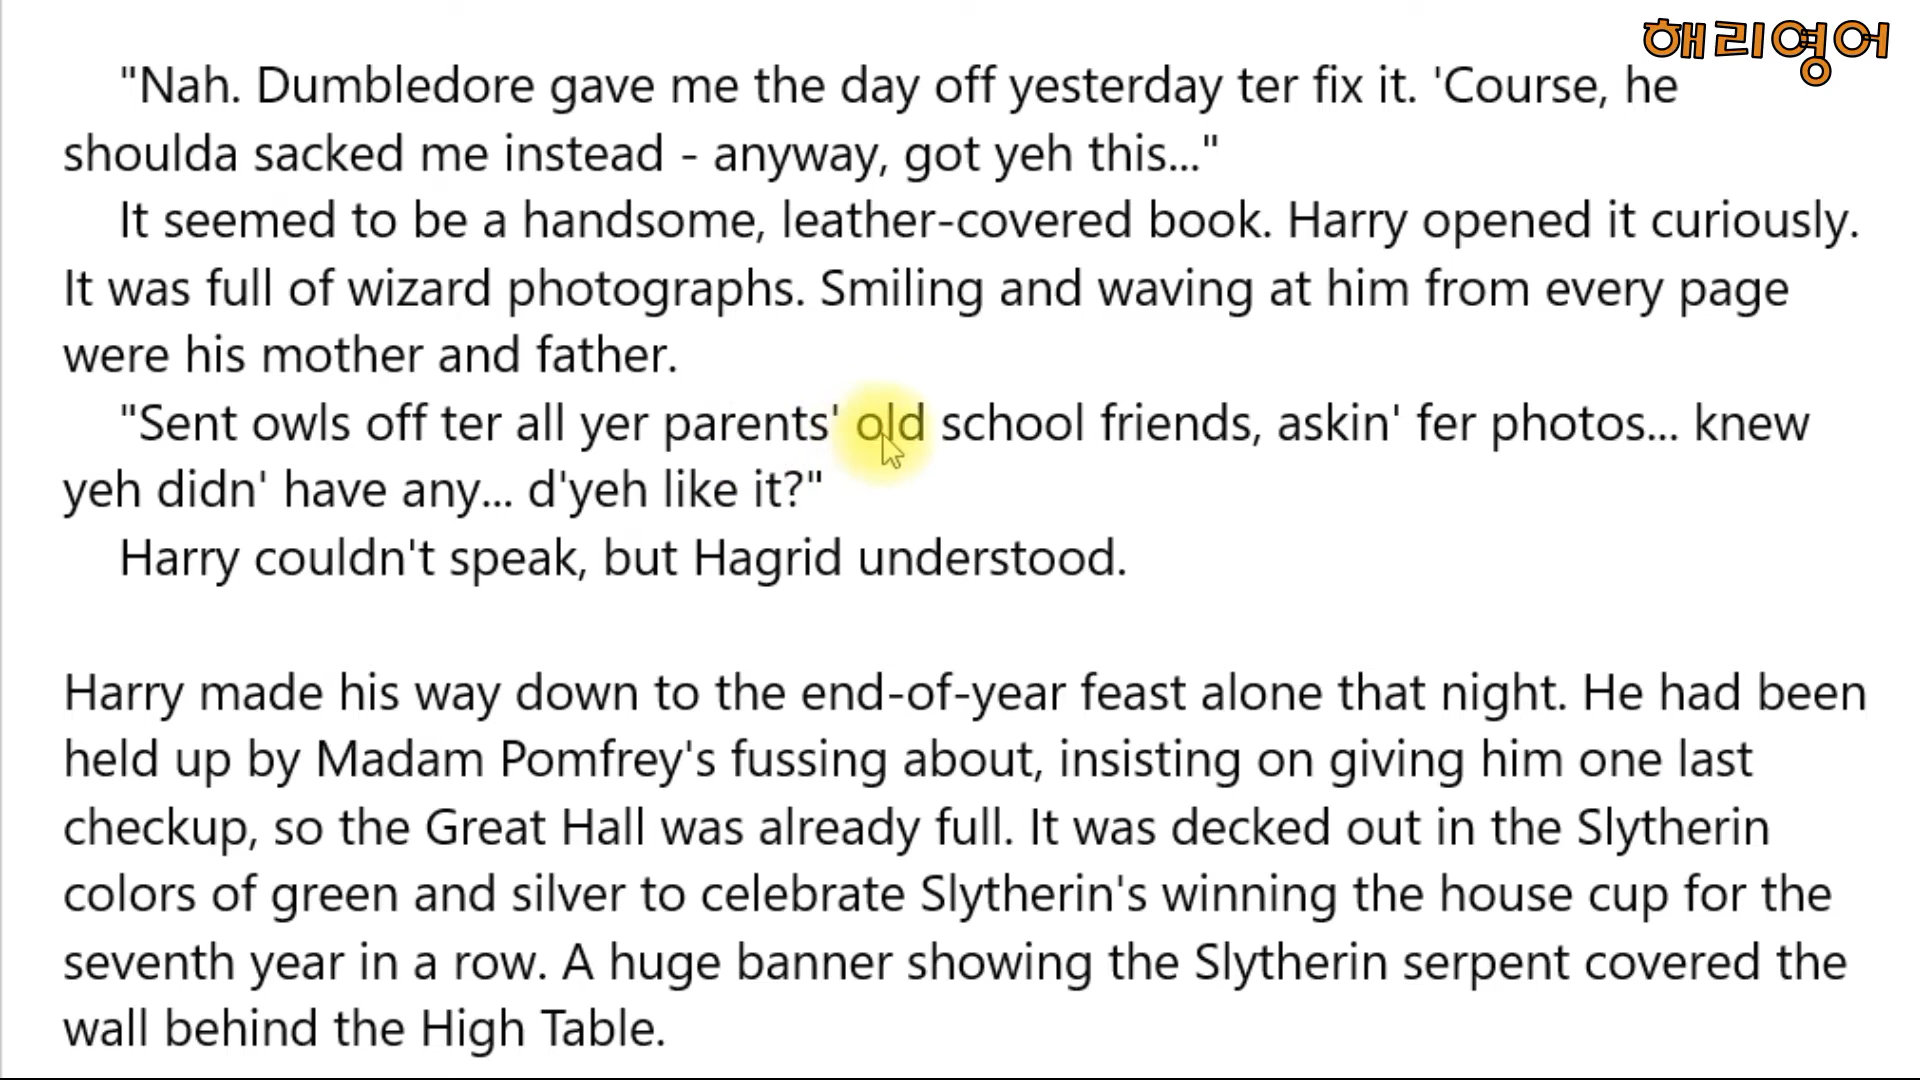 해리영어
"Nah. Dumbledore gave me the day off yesterday ter fix it. 'Course, he
shoulda sacked me instead - anyway, got yeh this..."
It seemed to be a handsome, leather-covered book. Harry opened it curiously.
It was full of wizard photographs. Smiling and waving at him from every page
were his mother and father.
"Sent owls off ter all yer parents' old school friends, askin' fer photos... knew
yeh didn' have any... d'yeh like it?"
Harry couldn't speak, but Hagrid understood.
Harry made his way down to the end-of-year feast alone that night. He had been
held up by Madam Pomfrey's fussing about, insisting on giving him one last
checkup, so the Great Hall was already full. It was decked out in the Slytherin
colors of green and silver to celebrate Slytherin's winning the house cup for the
seventh year in a row. A huge banner showing the Slytherin serpent covered the
wall behind the High Table.